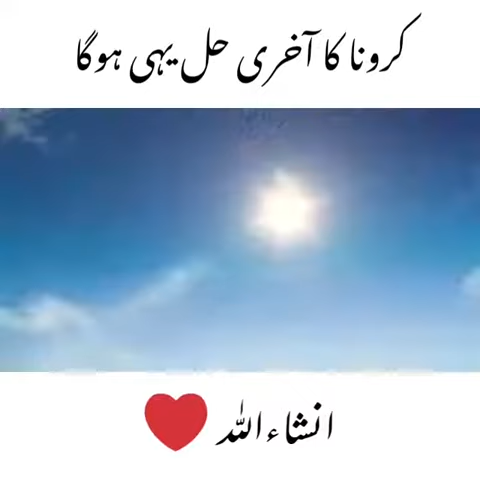 کرونا کا آخری حل یہی ہوگا
انشاءاللہ